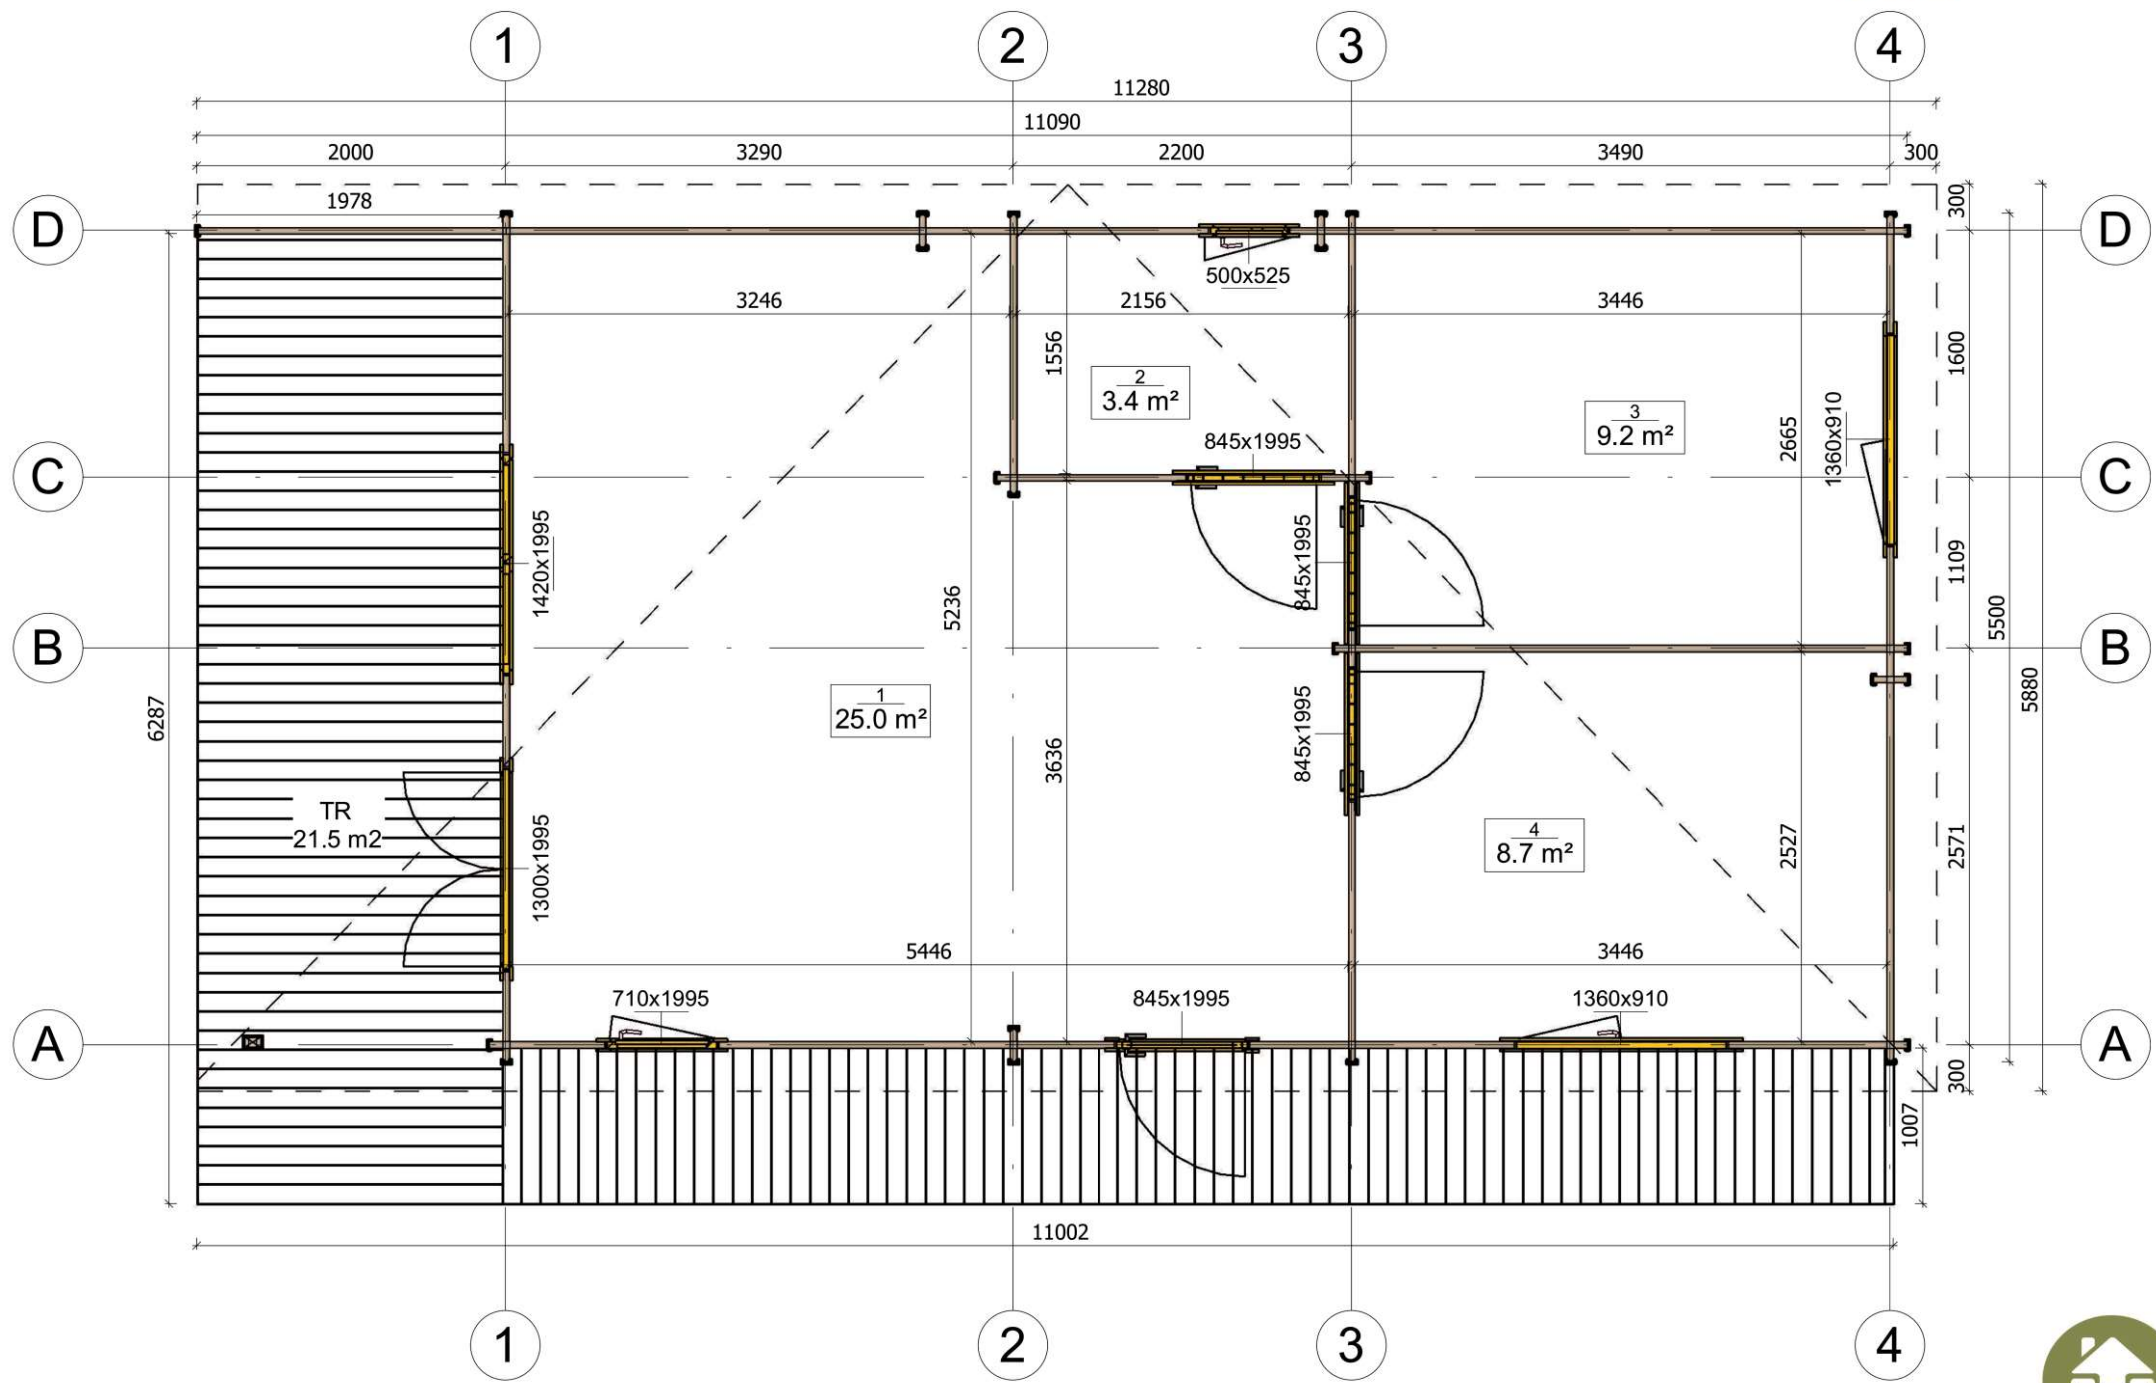 1 2 3 4
11280
11090
2000 3290 2200 3490 300
1978
D D
300
500x525
3246 2156 3446
1556
1600
2
3.4 m²
3
9.2 m²
2665
1360x910
845x1995
C C
1420x1995
845x1995
1109
5236
5500
B B
5880
6287
1
25.0 m²
845x1995
3636
TR
21.5 m2
1300x1995
4
8.7 m²
2527
2571
5446 3446
710x1995 845x1995 1360x910
A A
300
1007
11002
1 2 3 4